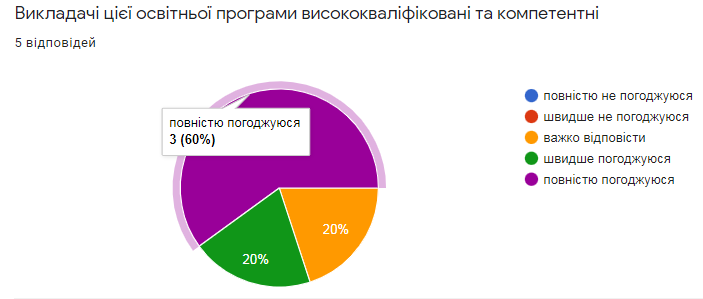 Викладачі цієї освітньої програми висококваліфіковані та компетентні
5 відповідей
повністю погоджуюся
3 (60%)
20%
20%
повністю не погоджуюся
швидше не погоджуюся
важко відповісти
швидше погоджуюся
повністю погоджуюся